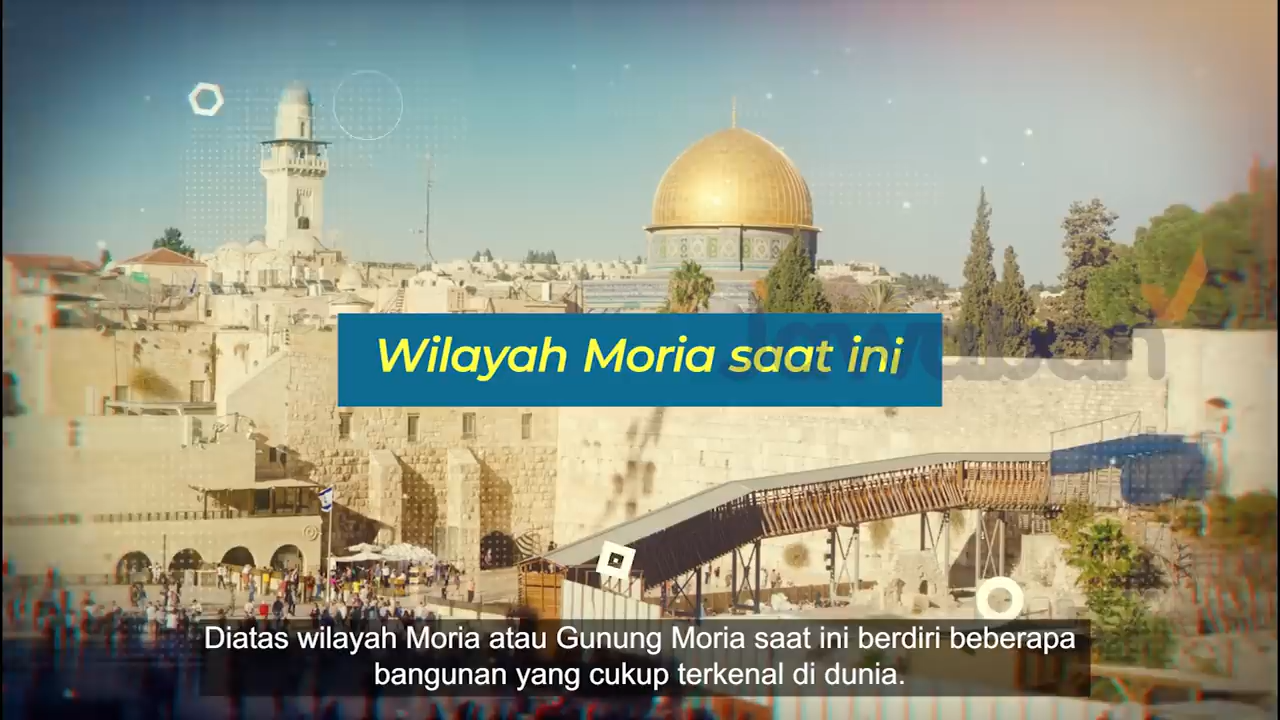 Wilayah Moria saat ini
Jawaban
Diatas wilayah Moria atau Gunung Moria saat ini berdiri beberapa
bangunan yang cukup terkenal di dunia.